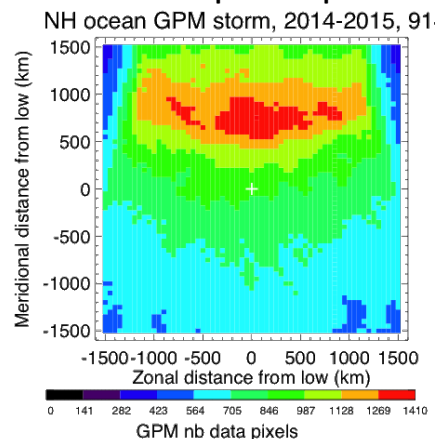 NH ocean GPM storm, 2014-2015, 91
Meridional distance from low (km)
1500
1000
500
0
-500
-1000
-1500
-1500 -1000 -500 0 500 1000 1500
Zonal distance from low (km)
0 141 282 423 564 705 846 987 1128 1269 1410
GPM nb data pixels